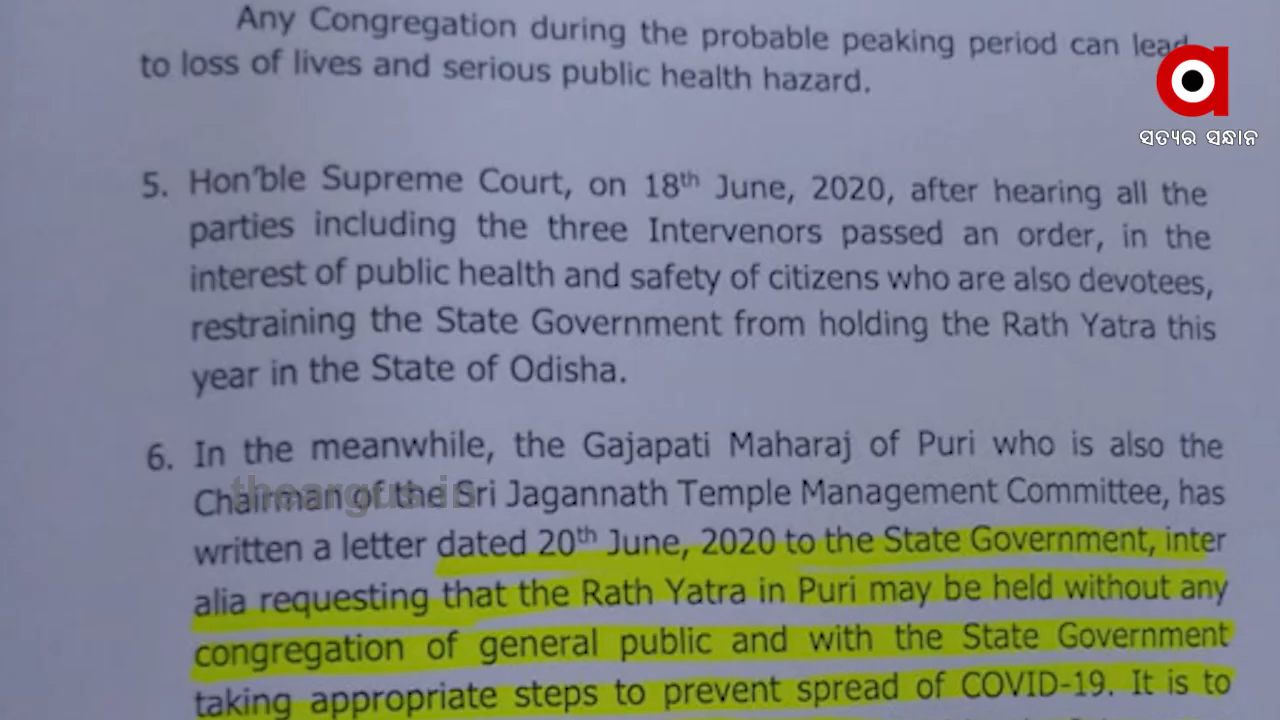 Any Congregation during the probable peaking period can lead
to loss of lives and serious public health hazard.
ସତ୍ୟର ସନ୍ଧାନ
5. Hon'ble Supreme Court, on 18th June, 2020, after hearing all the
parties including the three Intervenors passed an order, in the
interest of public health and safety of citizens who are also devotees,
restraining the State Government from holding the Rath Yatra this
year in the State of Odisha.
6. In the meanwhile, the Gajapati Maharaj of Puri who is also the
Chairman of the Sri Jagannath Temple Management Committee, has
theargus.in
written a letter dated 20th June, 2020 to the State Government, inter
alia requesting that the Rath Yatra in Puri may be held without any
congregation of general public and with the State Government
taking appropriate steps to prevent spread of COVID-19. It is to